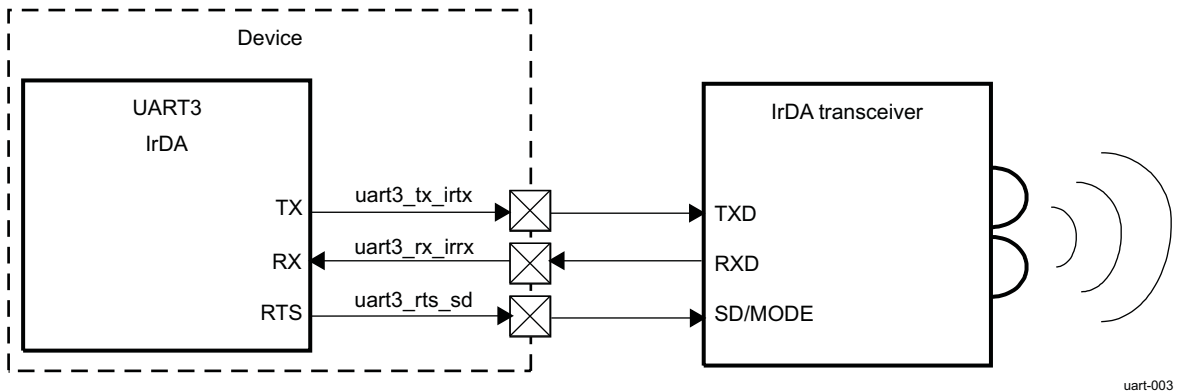 Device
UART3
IrDA
IrDA transceiver
TX
uart3_tx_irtx
TXD
RX
uart3_rx_irrx
RXD
RTS
uart3_rts_sd
SD/MODE
uart-003